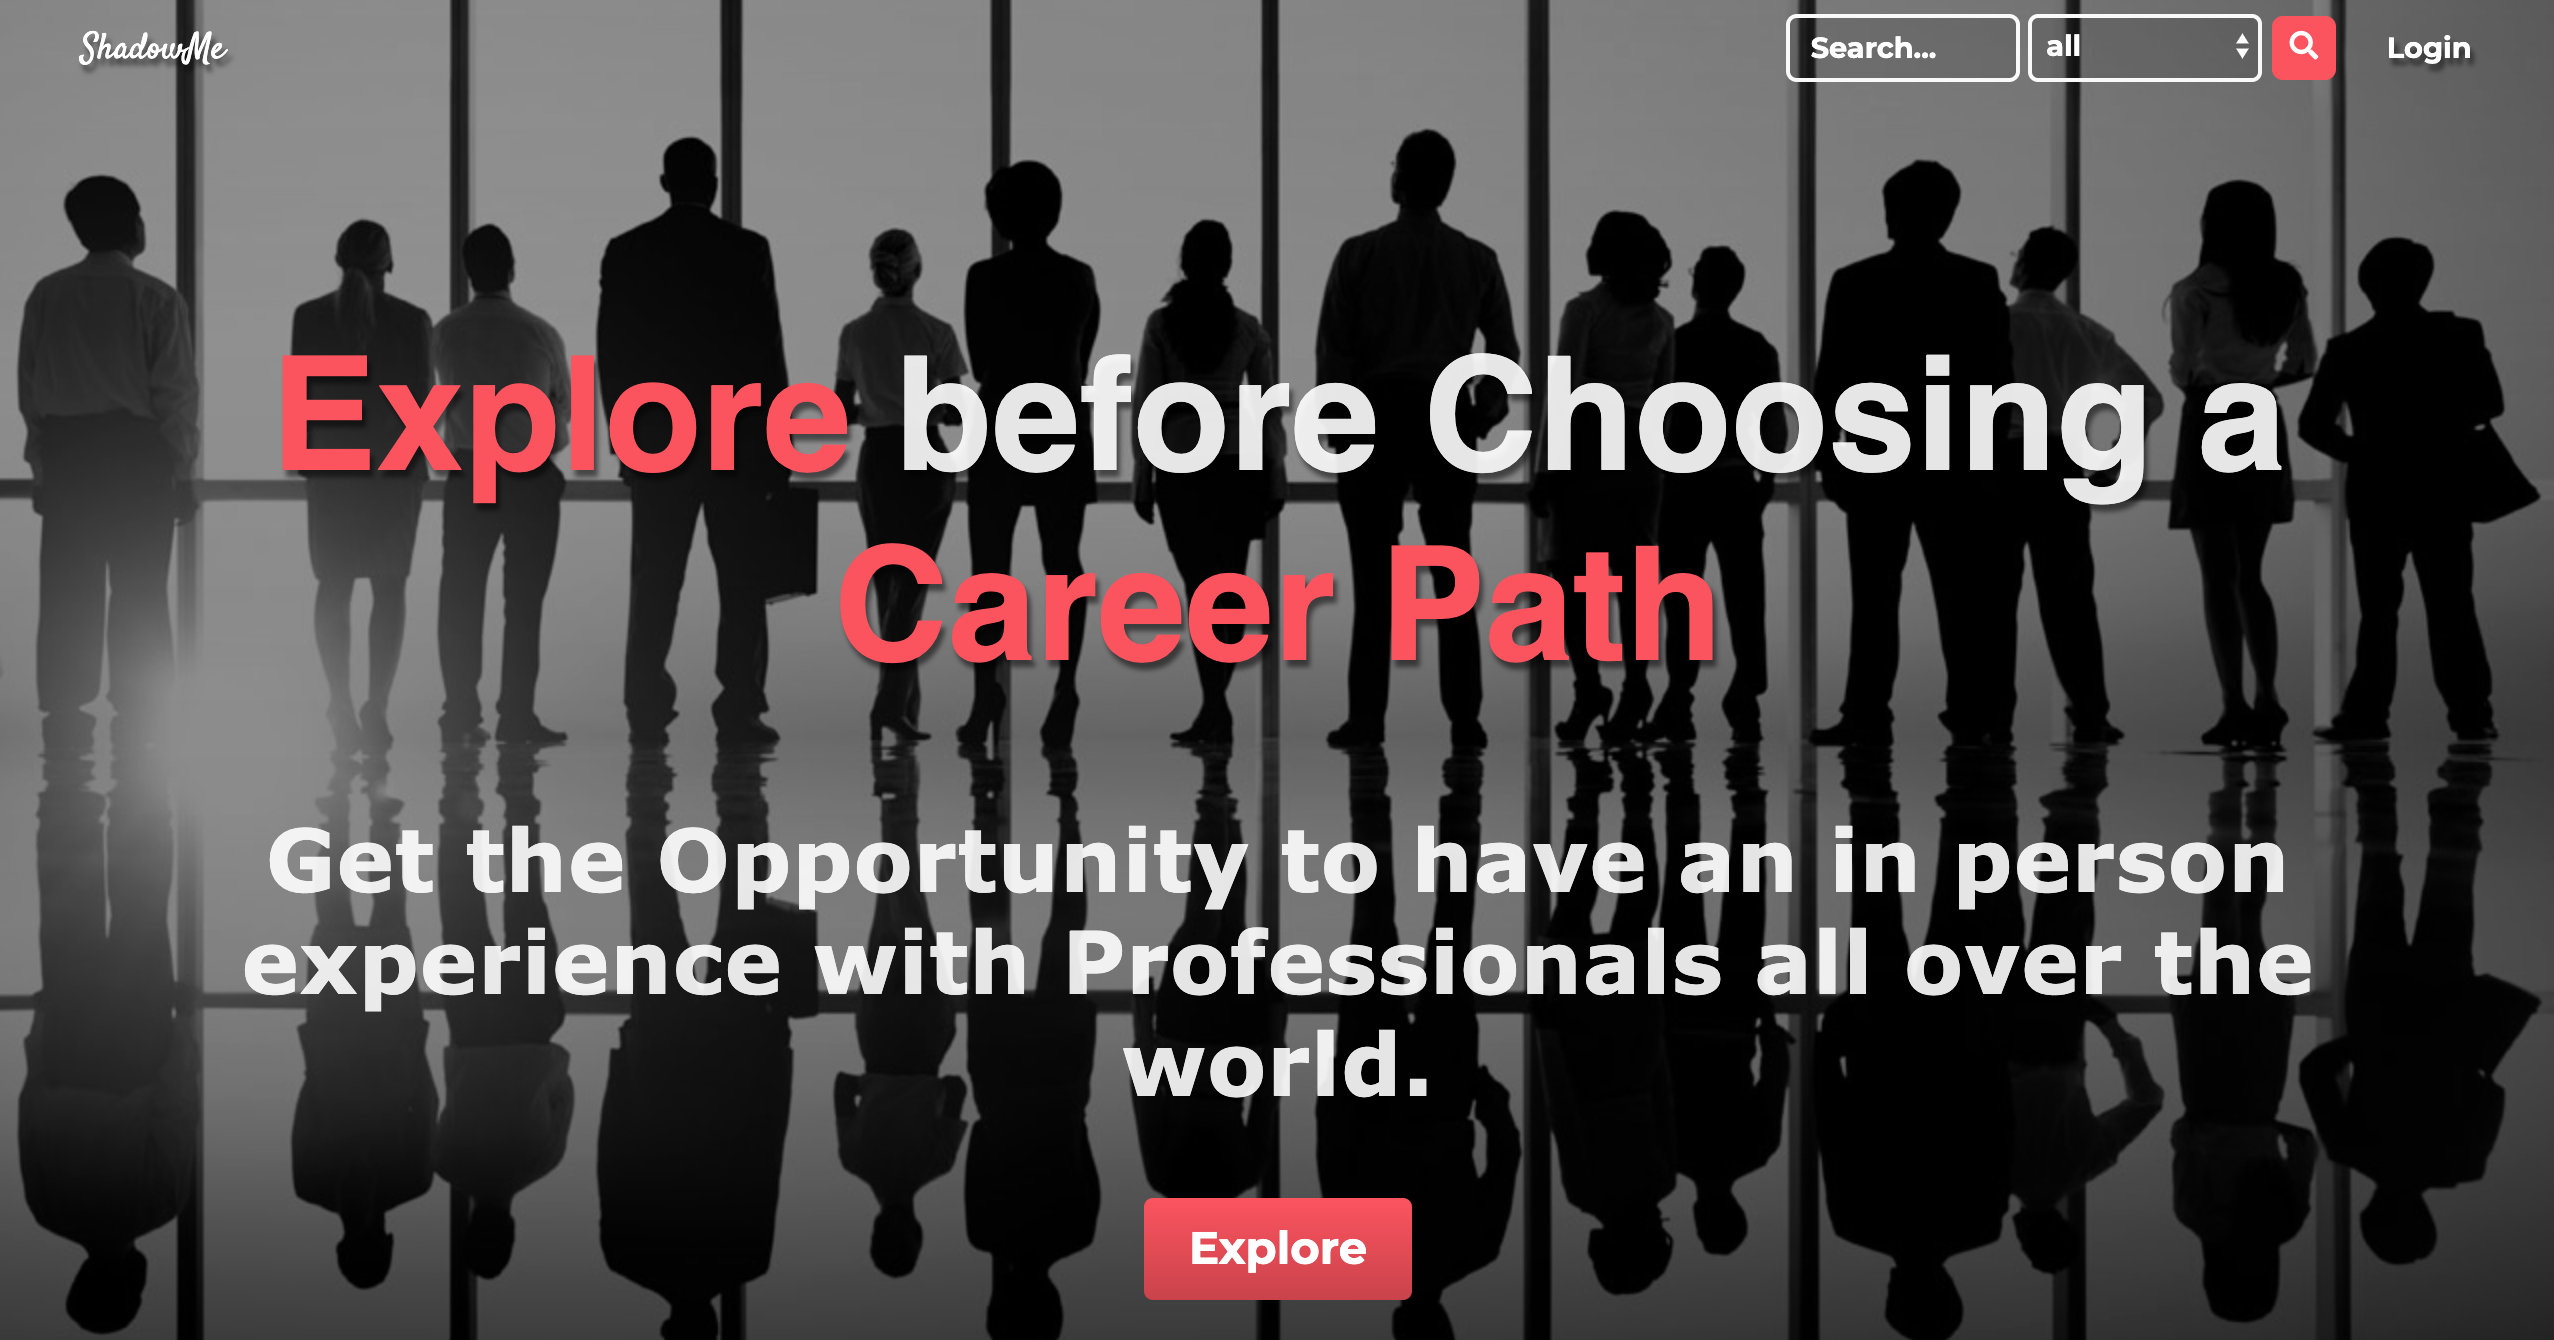 ShadowMe
Search...
all
Login
Explore before Choosing a
Career Path
Get the Opportunity to have an in person
experience with Professionals all over the
world.
Explore